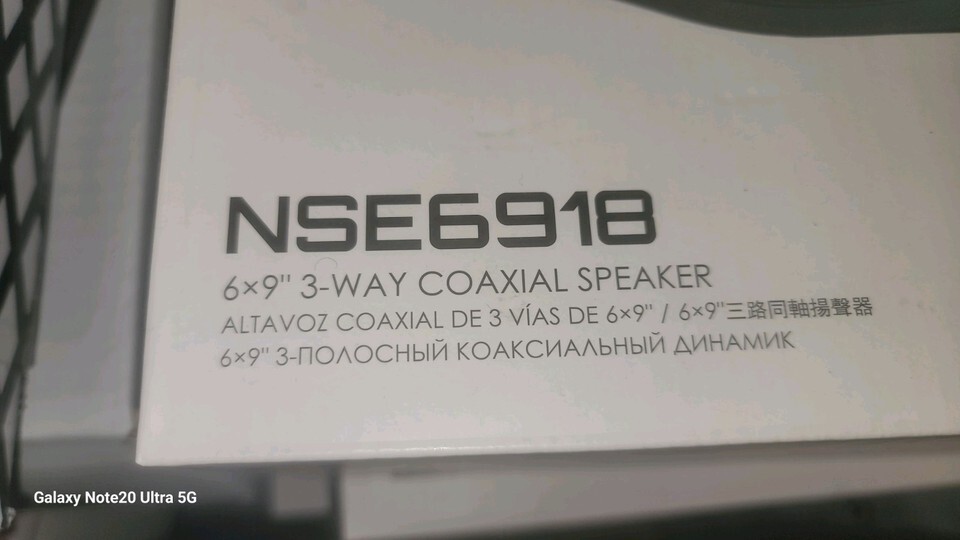 NSE6918
6×9" 3-WAY COAXIAL SPEAKER
ALTAVOZ COAXIAL DE 3 VÍAS DE 6×9" / 6×9"三路同軸揚聲器
6×9" 3-ПОЛОСНЫЙ КОАКСИАЛЬНЫЙ ДИНАМИК
Galaxy Note20 Ultra 5G